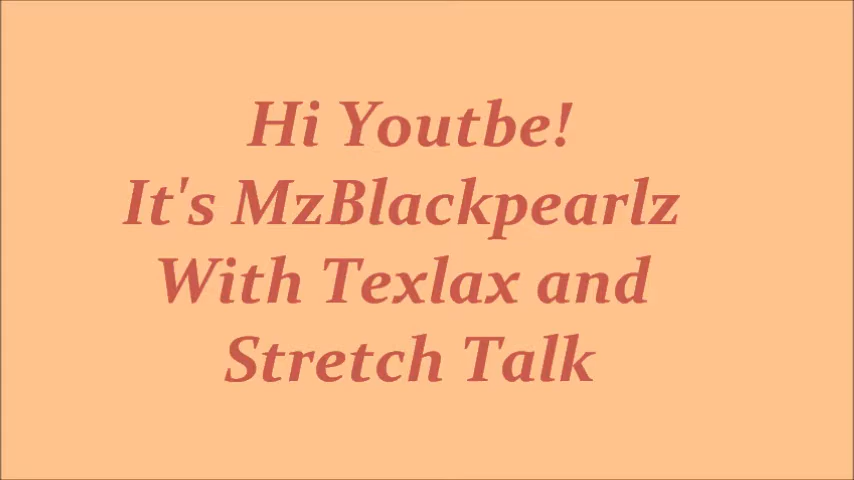 Hi Youtbe!
It's MzBlackpearlz
With Texlax and
Stretch Talk